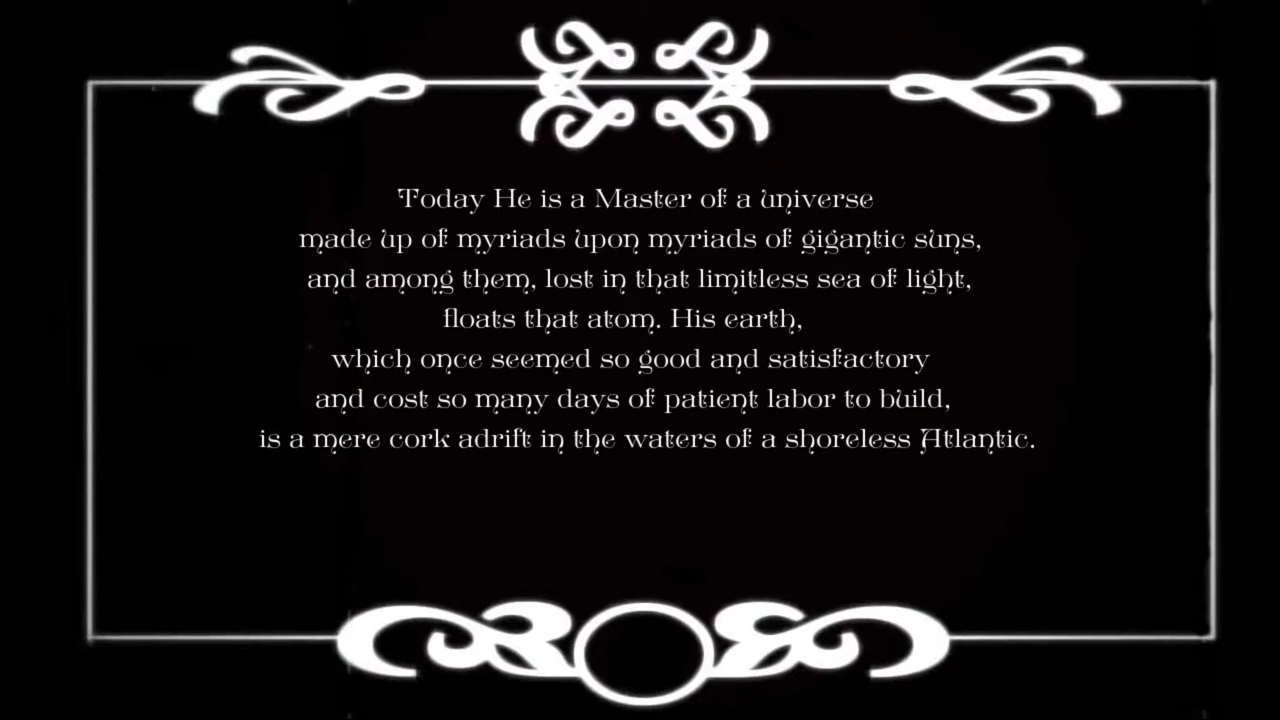 Today He is a Master of a universe
made up of myriads upon myriads of gigantic suns,
and among them, lost in that limitless sea of light,
floats that atom. His earth,
which once seemed so good and satisfactory
and cost so many days of patient labor to build,
is a mere cork adrift in the waters of a shoreless Atlantic.